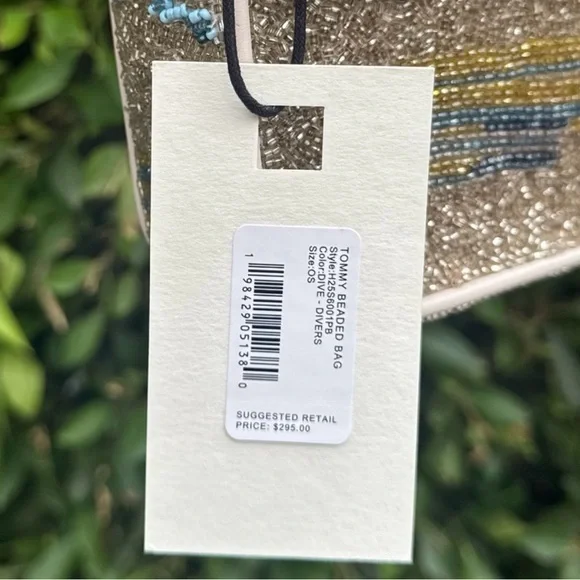 TOMMY BEADED BAG
Style:H25S6001PB
Color:DIVE - DIVERS
Size:OS
1 98429 05138 0
SUGGESTED RETAIL
PRICE: $295.00